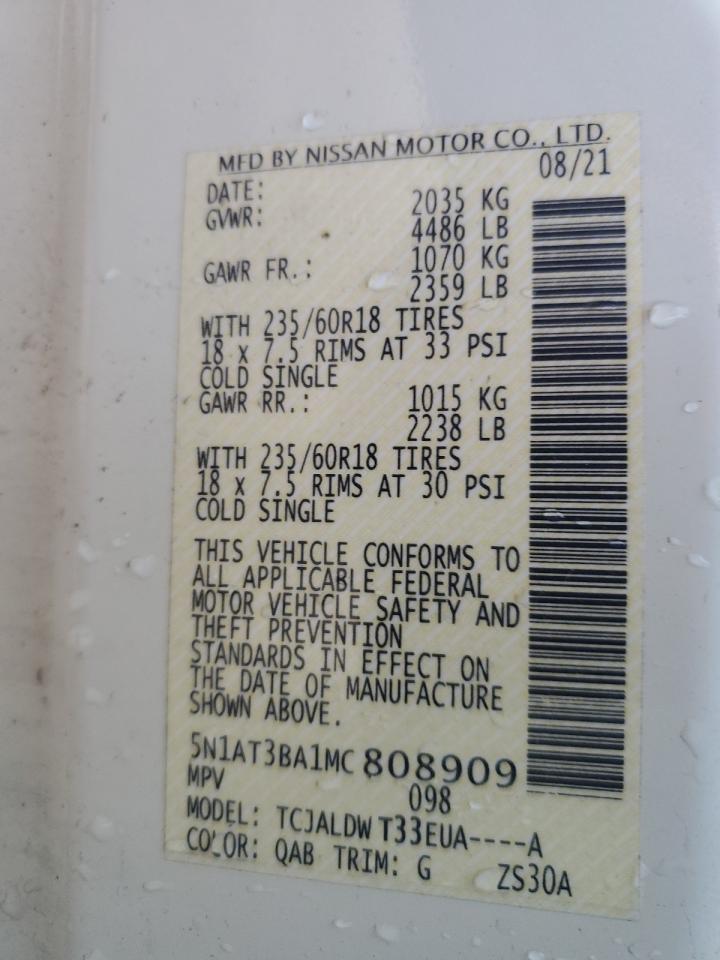 MFD BY NISSAN MOTOR CO., LTD.
DATE: 08/21
GVWR: 2035 KG
4486 LB
GAWR FR.: 1070 KG
2359 LB
WITH 235/60R18 TIRES
18 x 7.5 RIMS AT 33 PSI
COLD SINGLE
GAWR RR.: 1015 KG
2238 LB
WITH 235/60R18 TIRES
18 x 7.5 RIMS AT 30 PSI
COLD SINGLE
THIS VEHICLE CONFORMS TO
ALL APPLICABLE FEDERAL
MOTOR VEHICLE SAFETY AND
THEFT PREVENTION
STANDARDS IN EFFECT ON
THE DATE OF MANUFACTURE
SHOWN ABOVE.
5N1AT3BA1MC 808909
MPV 098
MODEL: TCJALDW T33EUA----A
COLOR: QAB TRIM: G ZS30A